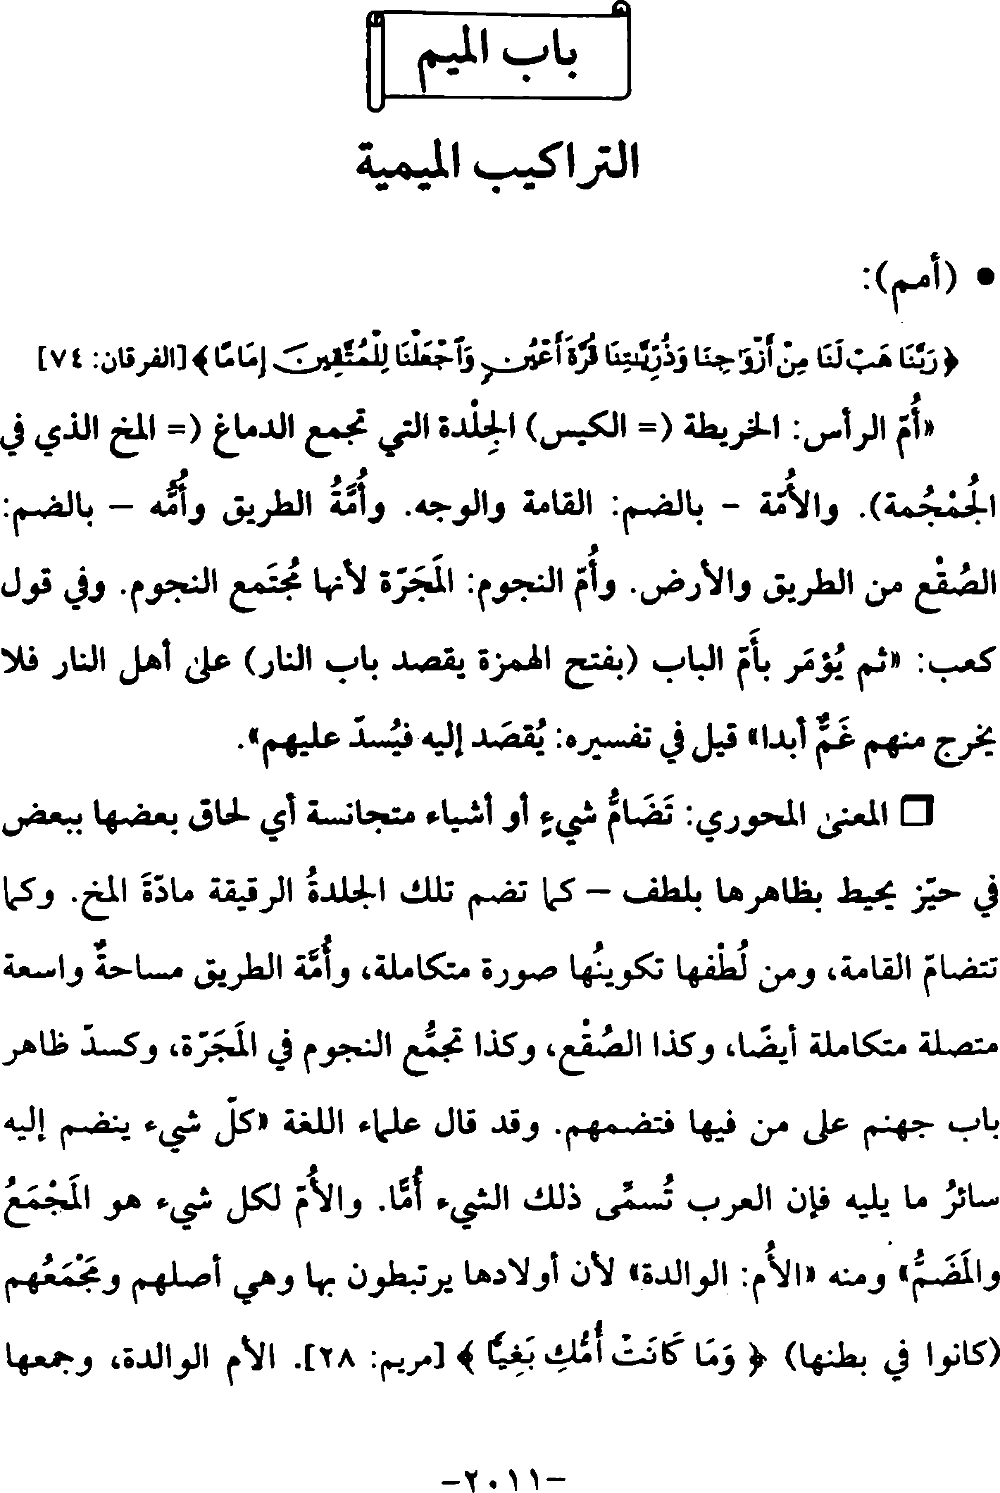 باب الميم
التراكيب الميمية
• (أمم):
﴿رَبَّنَا هَبْ لَنَا مِنْ أَزْوَٰجِنَا وَذُرِّيَّٰتِنَا قُرَّةَ أَعْيُنٍ وَٱجْعَلْنَا لِلْمُتَّقِينَ إِمَامًا﴾ [الفرقان: ٧٤]
«أُمّ الرأس: الخريطة (= الكيس) الجِلْدة التي تجمع الدماغ (= المخ الذي في
الجُمْجُمة). والأُمّة - بالضم: القامة والوجه. وأُمَّةُ الطريق وأُمُّه – بالضم:
الصُقْع من الطريق والأرض. وأُمّ النجوم: المَجَرّة لأنها مُجتَمع النجوم. وفي قول
كعب: «ثم يُؤمَر بأَمّ الباب (بفتح الهمزة يقصد باب النار) على أهل النار فلا
يخرج منهم غَمٌّ أبدا» قيل في تفسيره: يُقصَد إليه فيُسدّ عليهم».
□ المعنى المحوري: تَضَامُّ شيءٍ أو أشياء متجانسة أي لحاق بعضها ببعض
في حيّز يحيط بظاهرها بلطف – كما تضم تلك الجلدةُ الرقيقة مادّةَ المخ. وكما
تتضامّ القامة، ومن لُطْفها تكوينُها صورة متكاملة، وأُمَّة الطريق مساحةٌ واسعة
متصلة متكاملة أيضًا، وكذا الصُقْع، وكذا تجمُّع النجوم في المَجَرّة، وكسدّ ظاهر
باب جهنم على من فيها فتضمهم. وقد قال علماء اللغة «كلّ شيء ينضم إليه
سائرُ ما يليه فإن العرب تُسمَّى ذلك الشيء أُمًّا. والأُمّ لكل شيء هو المَجْمَعُ
والمَضَمُّ» ومنه «الأُم: الوالدة» لأن أولادها يرتبطون بها وهي أصلهم ومَجْمَعُهم
(كانوا في بطنها) ﴿وَمَا كَانَتْ أُمُّكِ بَغِيًّا﴾ [مريم: ٢٨]. الأم الوالدة، وجمعها
-٢٠١١-